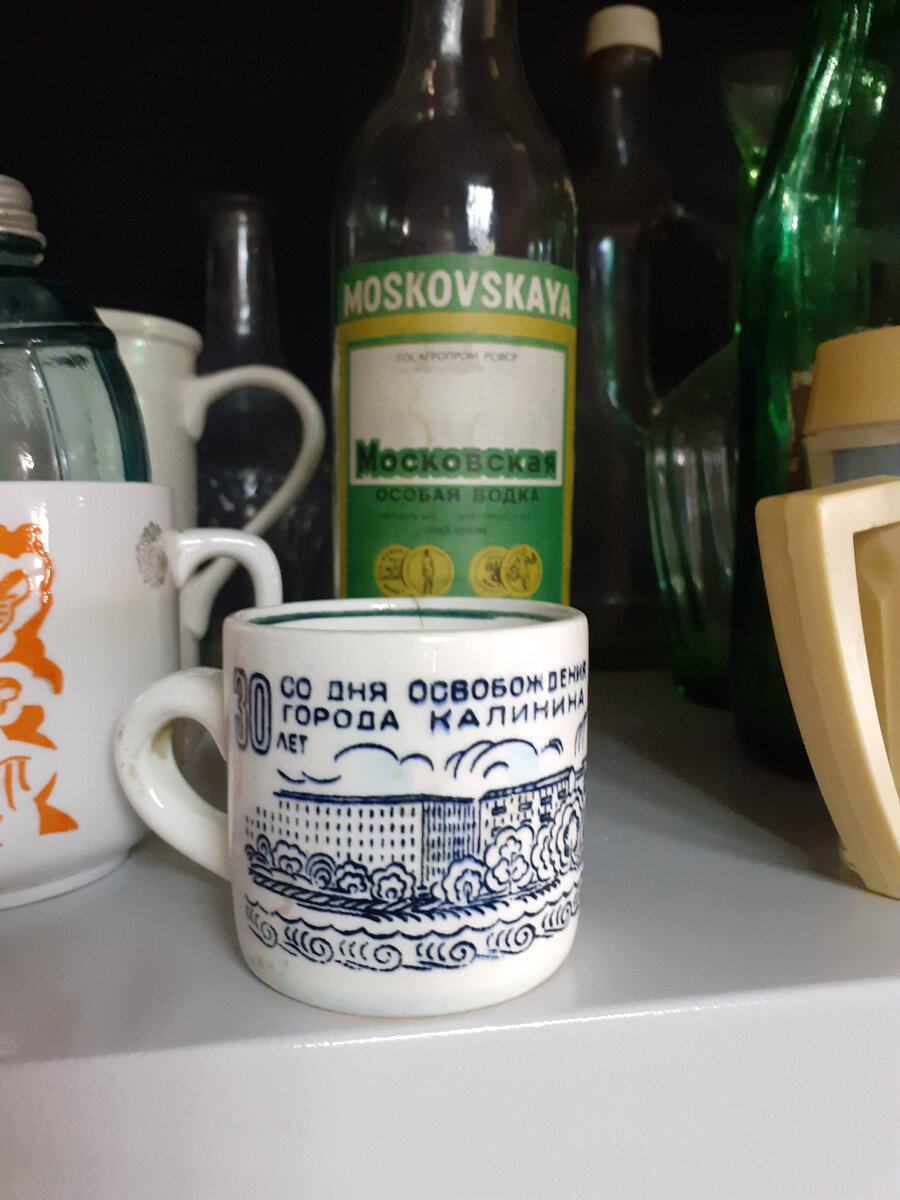 MOSKOVSKAYA
ГОСАГРОПРОМ РСФСР
Московская
ОСОБАЯ ВОДКА
30 ЛЕТ
СО ДНЯ ОСВОБОЖДЕНИЯ
ГОРОДА КАЛИНИНА